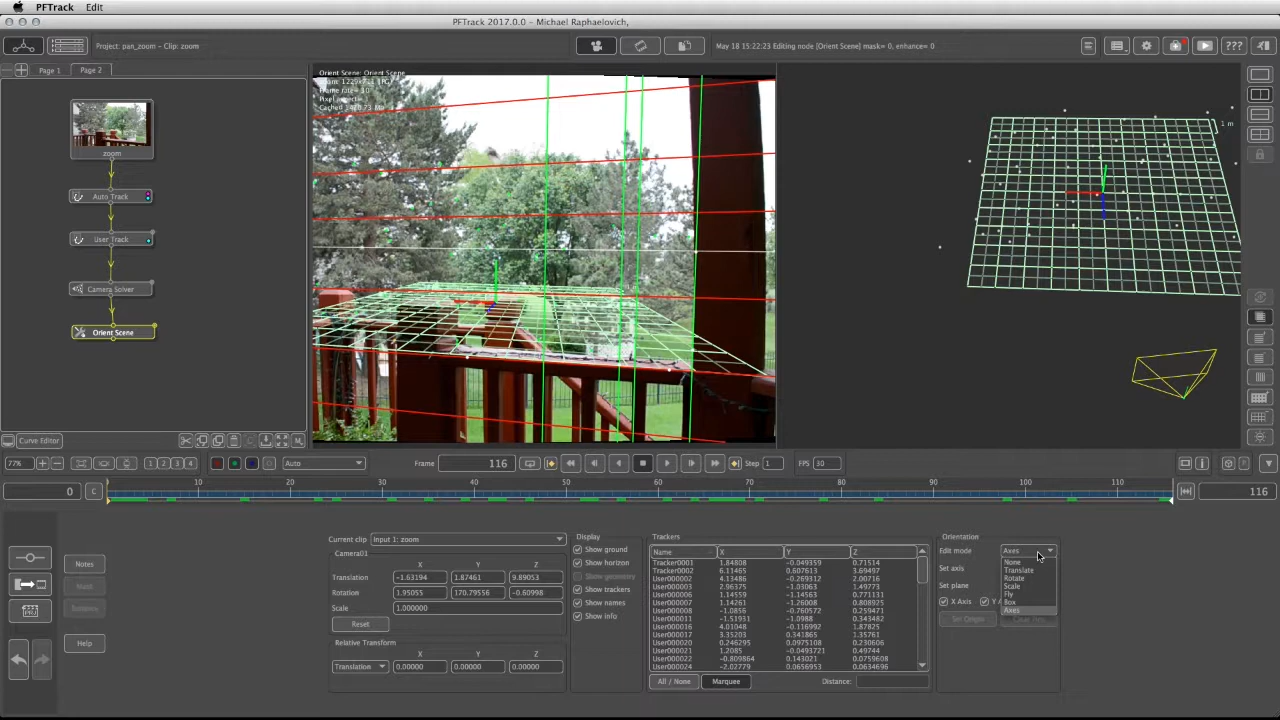 PFTrack Edit
PFTrack 2017.0.0 - Michael Raphaelovich,
Project: pan_zoom - Clip: zoom
May 18 15:22:23 Editing node [Orient Scene] mask= 0, enhance= 0
???
Page 1 Page 2
Orient Scene: Orient Scene
zoom
Auto Track
User Track
Camera Solver
Orient Scene
1 m
Curve Editor
77% 1 2 3 4 Auto Frame 116 Step 1 FPS 30
0 C 10 20 30 40 50 60 70 80 90 100 110 116
Notes
Help
Current clip Input 1: zoom
Camera01
X Y Z
Translation -1.63194 1.87461 9.89053
Rotation 1.95055 170.79556 -0.60998
Scale 1.000000
Reset
Relative Transform
X Y Z
Translation 0.00000 0.00000 0.00000
Display
Show ground
Show horizon
Show geometry
Show trackers
Show names
Show info
Trackers
Name X Y Z
Tracker0001 1.84808 -0.049359 0.71514
Tracker0002 6.11465 0.607613 3.69497
User000002 4.13486 -0.269312 2.00716
User000003 2.96375 -1.03063 1.49773
User000006 1.14559 -1.14563 0.771131
User000007 1.14261 -1.26008 0.808925
User000008 -1.0856 -0.760572 0.259471
User000011 -1.51931 -1.0988 0.343482
User000016 4.01048 -0.116992 1.87825
User000017 3.35203 0.341865 1.35761
User000020 0.246295 0.0975108 0.230606
User000021 1.2085 -0.0493721 0.49744
User000022 -0.809864 0.143021 0.0759608
User000024 -2.02779 0.0656953 0.0634696
All / None Marquee Distance:
Orientation
Edit mode Axes
None
Translate
Rotate
Scale
Fly
Box
Axes
Set axis
Set plane
X Axis
Set Origin